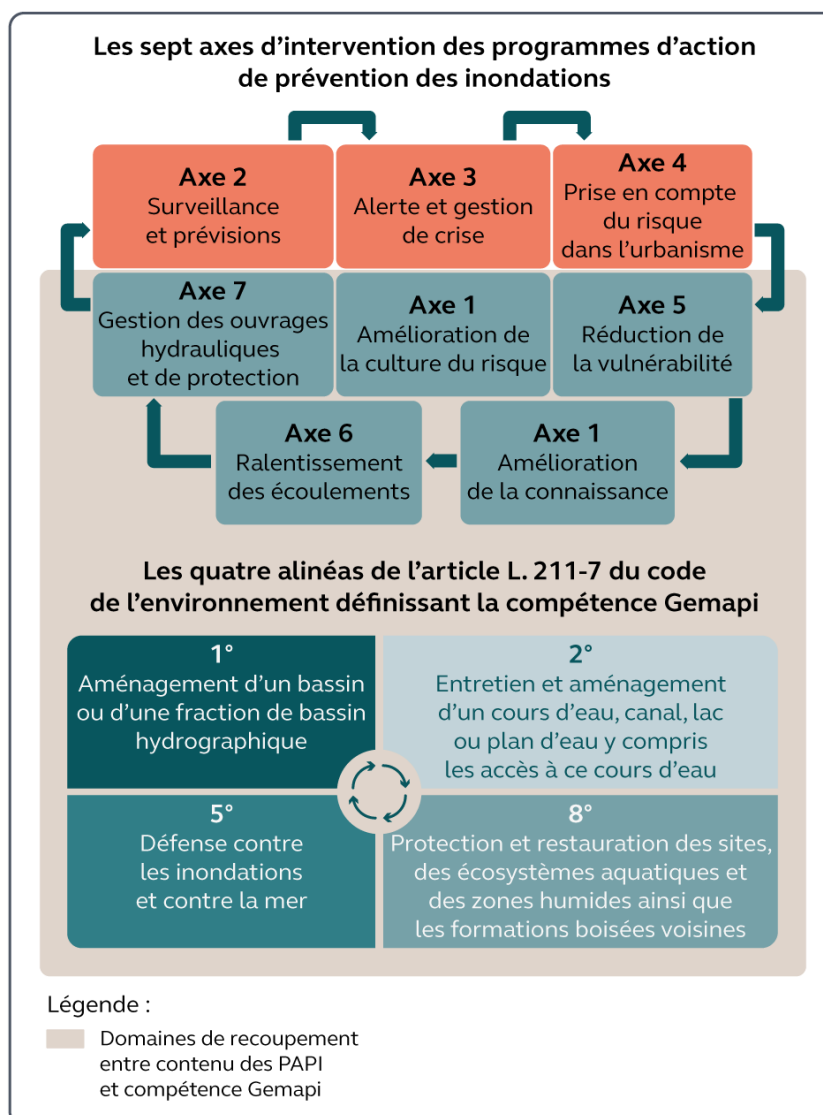 Les sept axes d’intervention des programmes d’action
de prévention des inondations
Axe 2
Surveillance
et prévisions
Axe 3
Alerte et gestion
de crise
Axe 4
Prise en compte
du risque
dans l’urbanisme
Axe 7
Gestion des ouvrages
hydrauliques
et de protection
Axe 1
Amélioration de
la culture du risque
Axe 5
Réduction de
la vulnérabilité
Axe 6
Ralentissement
des écoulements
Axe 1
Amélioration
de la connaissance
Les quatre alinéas de l’article L. 211-7 du code
de l’environnement définissant la compétence Gemapi
1°
Aménagement d’un bassin
ou d’une fraction de bassin
hydrographique
2°
Entretien et aménagement
d’un cours d’eau, canal, lac
ou plan d’eau y compris
les accès à ce cours d’eau
5°
Défense contre
les inondations
et contre la mer
8°
Protection et restauration des sites,
des écosystèmes aquatiques et
des zones humides ainsi que
les formations boisées voisines
Légende :
Domaines de recoupement
entre contenu des PAPI
et compétence Gemapi